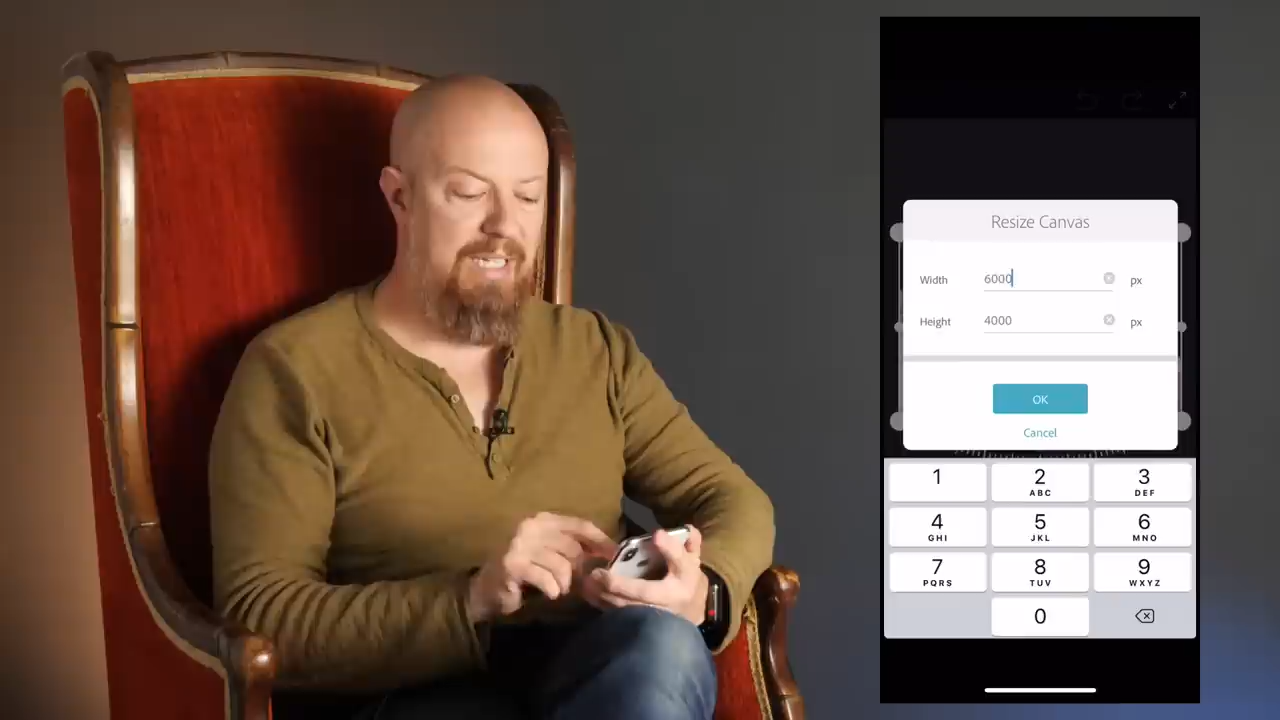 Resize Canvas
Width 6000 px
Height 4000 px
OK
Cancel
1 2 3
ABC DEF
4 5 6
GHI JKL MNO
7 8 9
PQRS TUV WXYZ
0